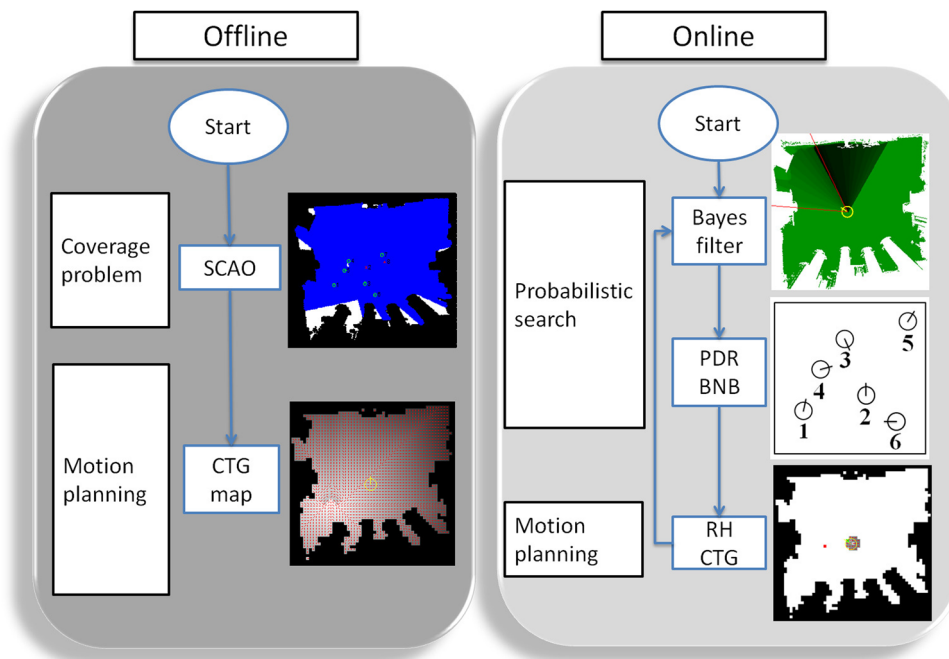 Offline
Start
Coverage
problem
SCAO
Motion
planning
CTG
map
Online
Start
Probabilistic
search
Bayes
filter
PDR
BNB
5
3
4
1
2
6
Motion
planning
RH
CTG